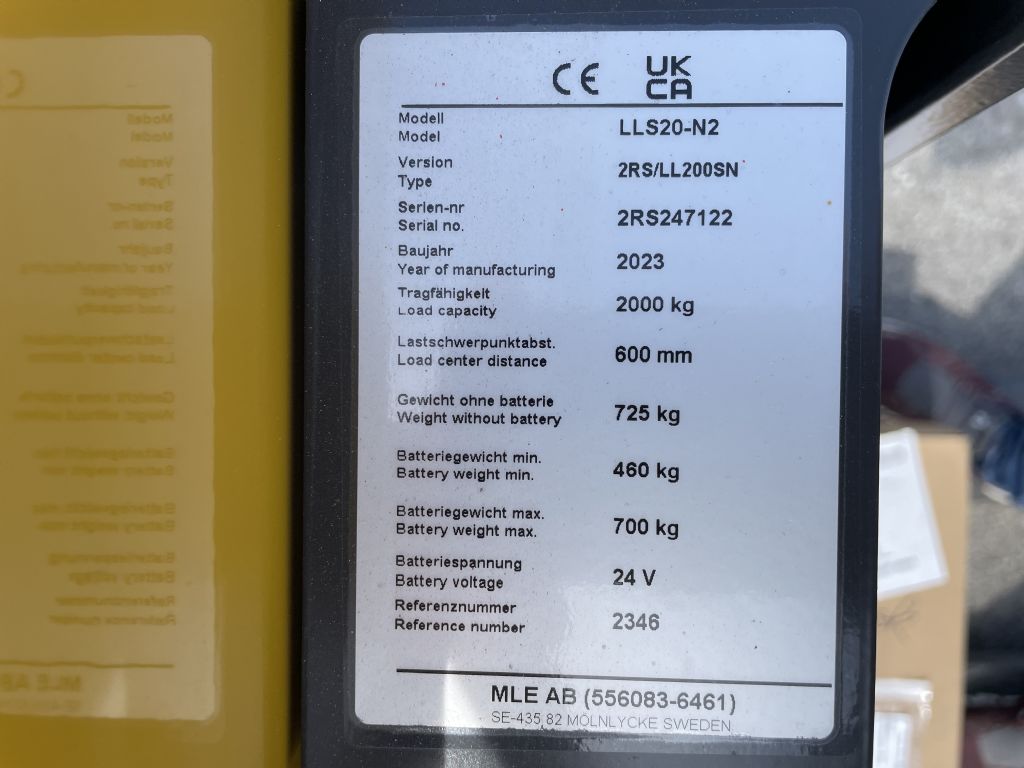 CE UK
CA
Modell
Model LLS20-N2
Version
Type 2RS/LL200SN
Serien-nr
Serial no. 2RS247122
Baujahr
Year of manufacturing 2023
Tragfähigkeit
Load capacity 2000 kg
Lastschwerpunktabst.
Load center distance 600 mm
Gewicht ohne batterie
Weight without battery 725 kg
Batteriegewicht min.
Battery weight min. 460 kg
Batteriegewicht max.
Battery weight max. 700 kg
Batteriespannung
Battery voltage 24 V
Referenznummer
Reference number 2346
MLE AB (556083-6461)
SE-435 82 MÖLNLYCKE SWEDEN